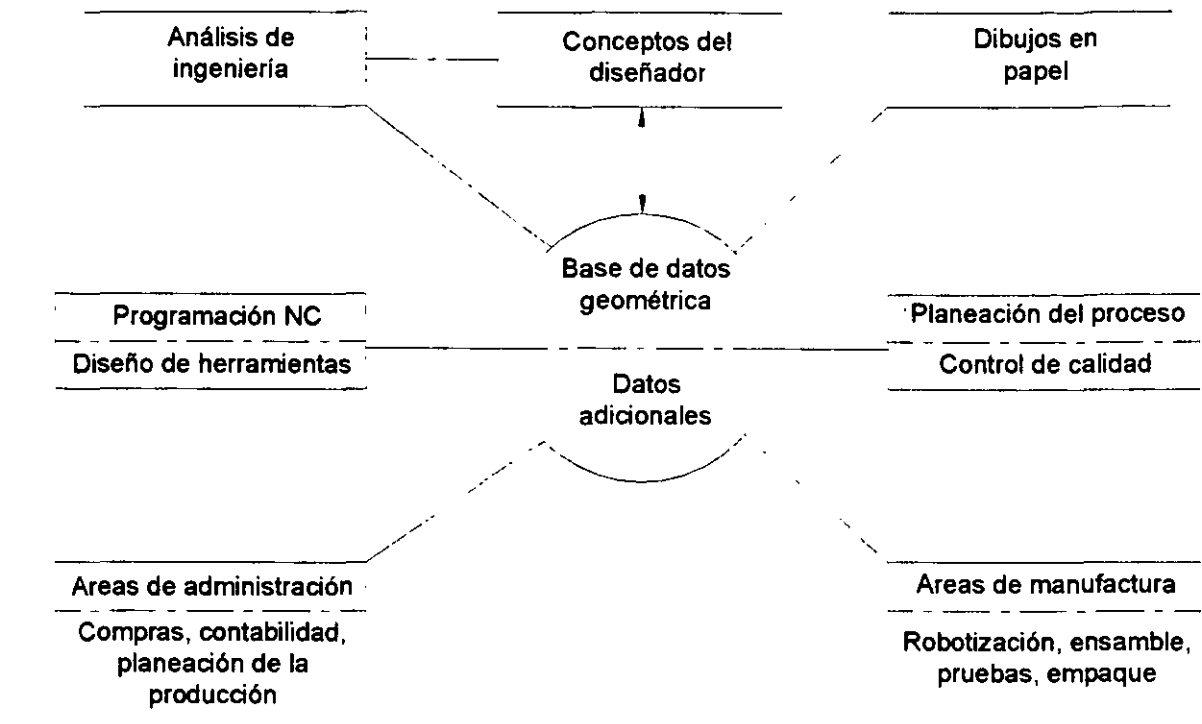 Análisis de
ingeniería
Conceptos del
diseñador
Dibujos en
papel
Base de datos
geométrica
Programación NC
Diseño de herramientas
Planeación del proceso
Control de calidad
Datos
adicionales
Areas de administración
Compras, contabilidad,
planeación de la
producción
Areas de manufactura
Robotización, ensamble,
pruebas, empaque